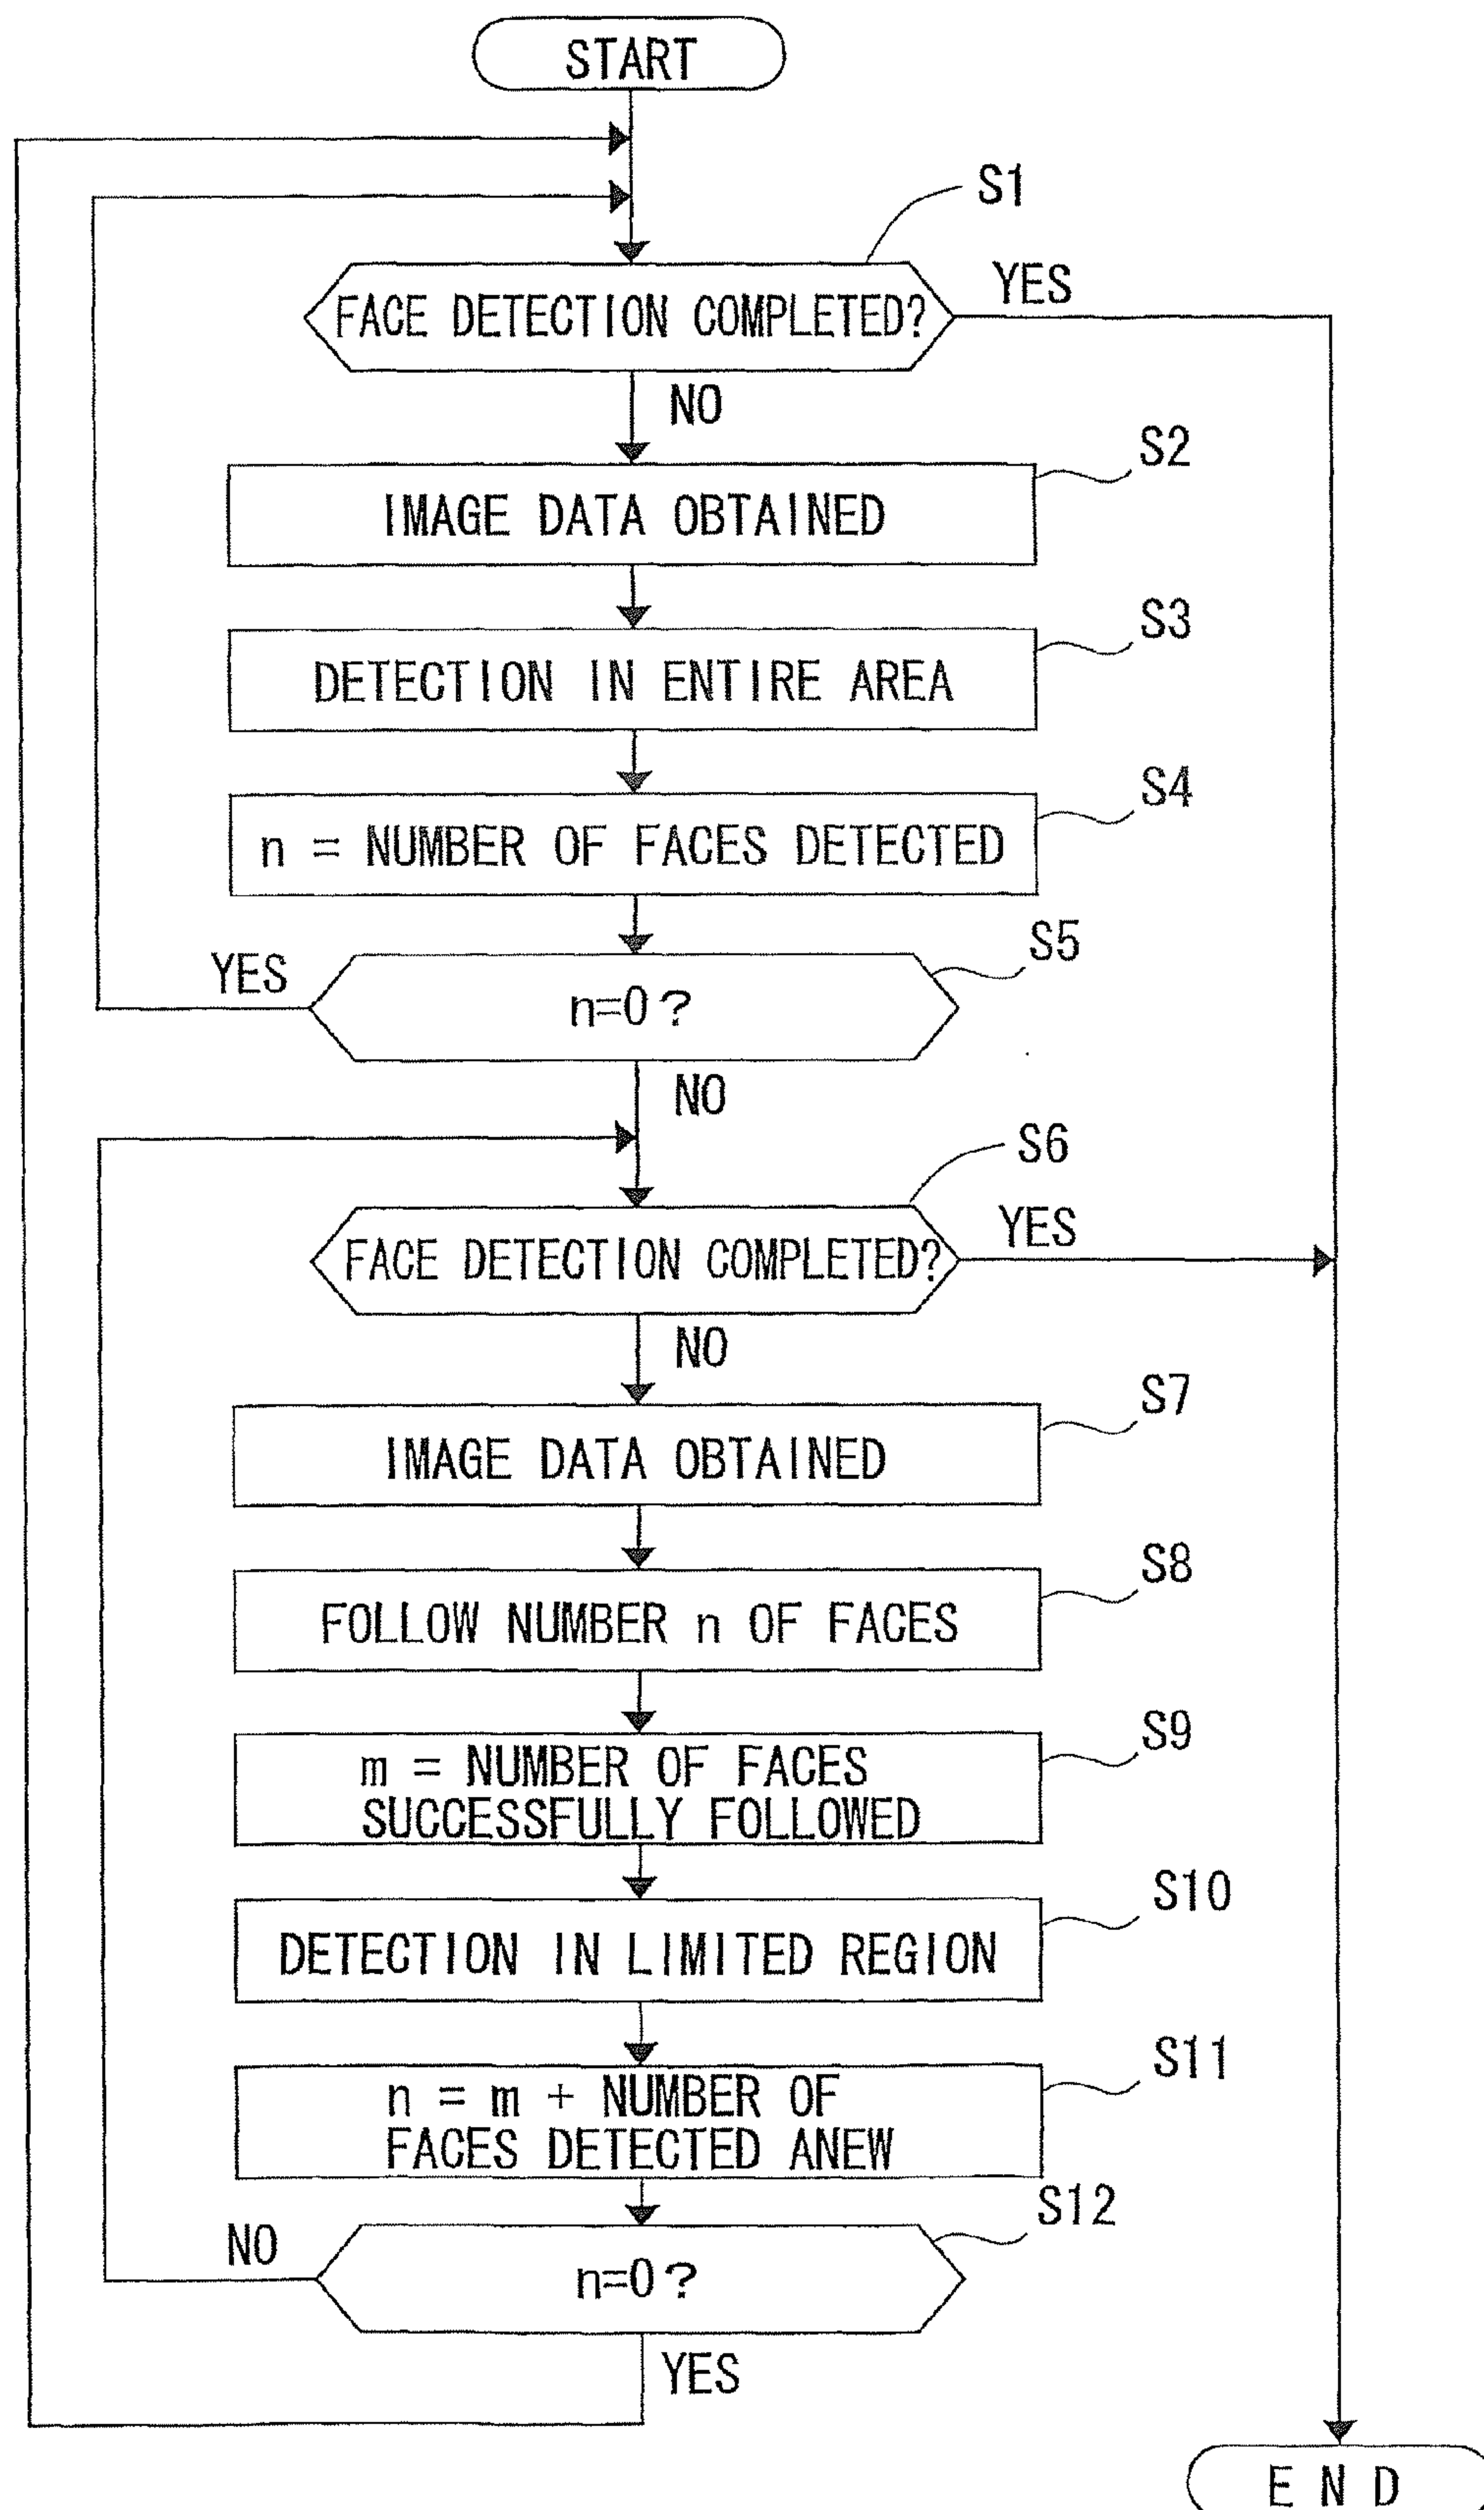 START
S1
FACE DETECTION COMPLETED?
YES
NO
S2
IMAGE DATA OBTAINED
S3
DETECTION IN ENTIRE AREA
S4
n = NUMBER OF FACES DETECTED
S5
YES
n=0?
NO
S6
FACE DETECTION COMPLETED?
YES
NO
S7
IMAGE DATA OBTAINED
S8
FOLLOW NUMBER n OF FACES
S9
m = NUMBER OF FACES
SUCCESSFULLY FOLLOWED
S10
DETECTION IN LIMITED REGION
S11
n = m + NUMBER OF
FACES DETECTED ANEW
S12
NO
n=0?
YES
END